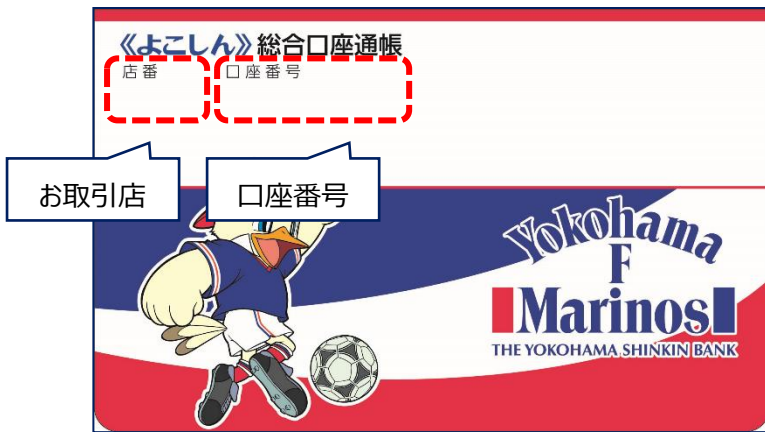 《よこしん》総合口座通帳
店番 口座番号
お取引店 口座番号
Yokohama
F
Marinos
THE YOKOHAMA SHINKIN BANK